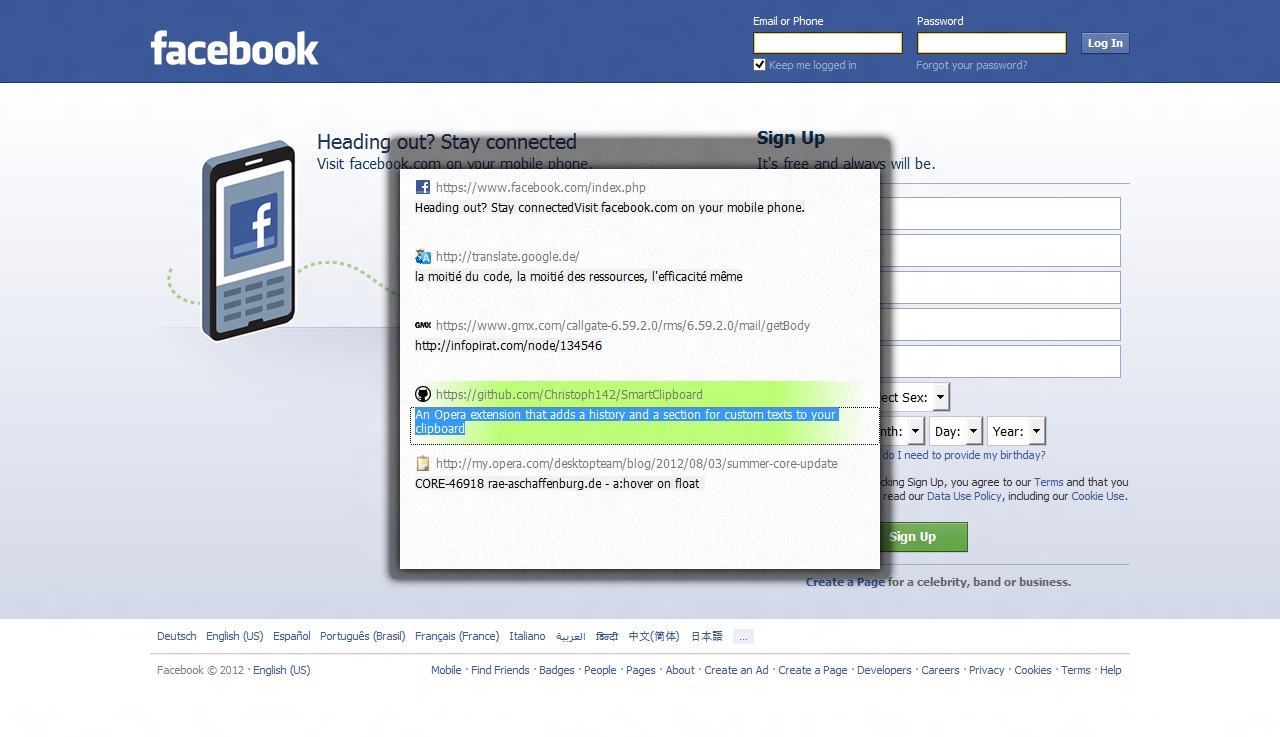 facebook
Email or Phone
Password
Log In
Keep me logged in
Forgot your password?
Heading out? Stay connected
Visit facebook.com on your mobile phone.
Sign Up
It's free and always will be.
https://www.facebook.com/index.php
Heading out? Stay connectedVisit facebook.com on your mobile phone.
http://translate.google.de/
la moitié du code, la moitié des ressources, l'efficacité même
GMX https://www.gmx.com/callgate-6.59.2.0/rms/6.59.2.0/mail/getBody
http://infopirat.com/node/134546
https://github.com/Christoph142/SmartClipboard
An Opera extension that adds a history and a section for custom texts to your
clipboard
http://my.opera.com/desktopteam/blog/2012/08/03/summer-core-update
CORE-46918 rae-aschaffenburg.de - a:hover on float
Sex:
Day:
Year:
do I need to provide my birthday?
Sign Up, you agree to our Terms and that you
read our Data Use Policy, including our Cookie Use.
Sign Up
Create a Page for a celebrity, band or business.
Deutsch English (US) Español Português (Brasil) Français (France) Italiano العربية हिन्दी 中文(简体) 日本語 ...
Facebook © 2012 · English (US)
Mobile · Find Friends · Badges · People · Pages · About · Create an Ad · Create a Page · Developers · Careers · Privacy · Cookies · Terms · Help